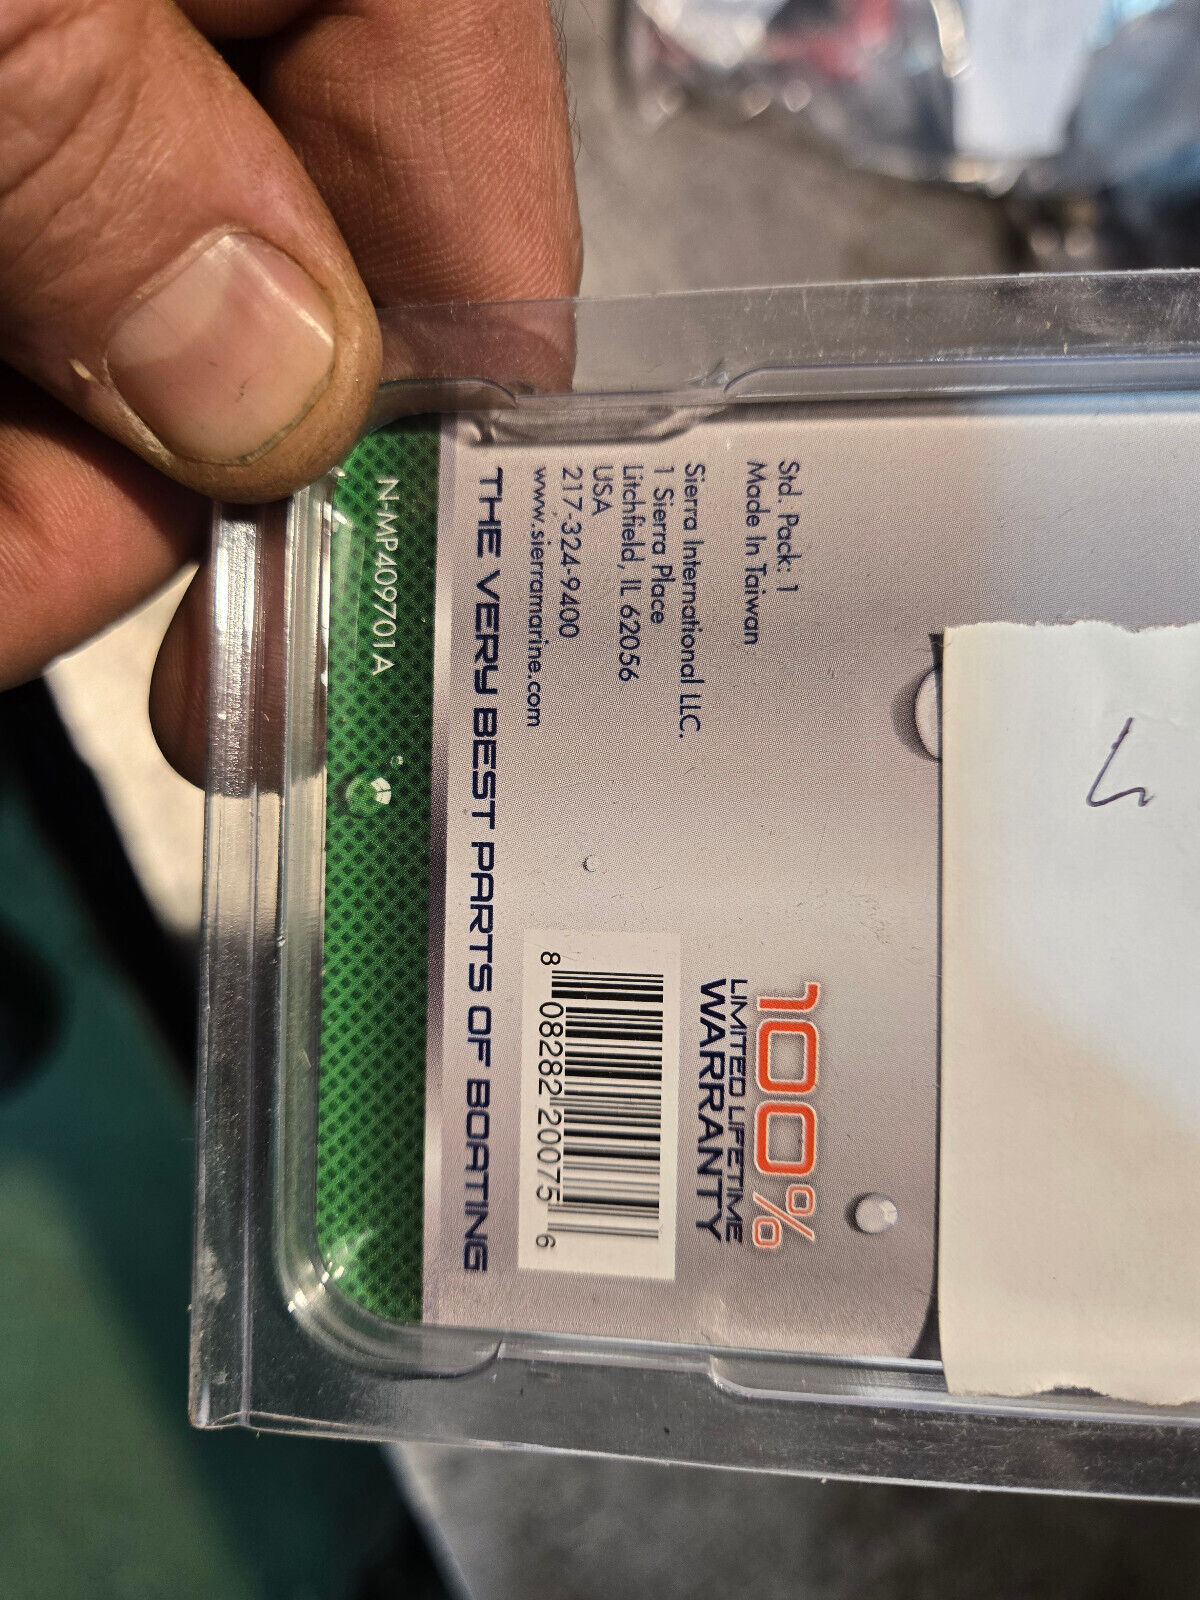 Std. Pack: 1
Made In Taiwan
Sierra International LLC.
1 Sierra Place
Litchfield, IL 62056
USA
217-324-9400
www.sierramarine.com
100%
LIMITED LIFETIME
WARRANTY
8 08282 20075 6
THE VERY BEST PARTS OF BOATING
N-MP409701A